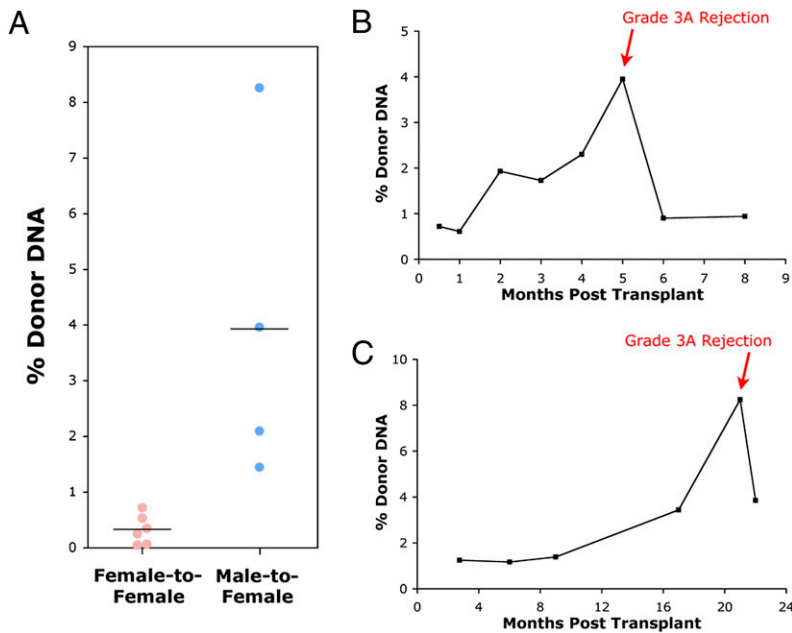 A
9
8
7
6
5
4
3
2
1
0
% Donor DNA
Female-to-
Female
Male-to-
Female
B
Grade 3A Rejection
5
4
3
2
1
0
% Donor DNA
0 1 2 3 4 5 6 7 8 9
Months Post Transplant
C
Grade 3A Rejection
10
8
6
4
2
0
% Donor DNA
0 4 8 12 16 20 24
Months Post Transplant